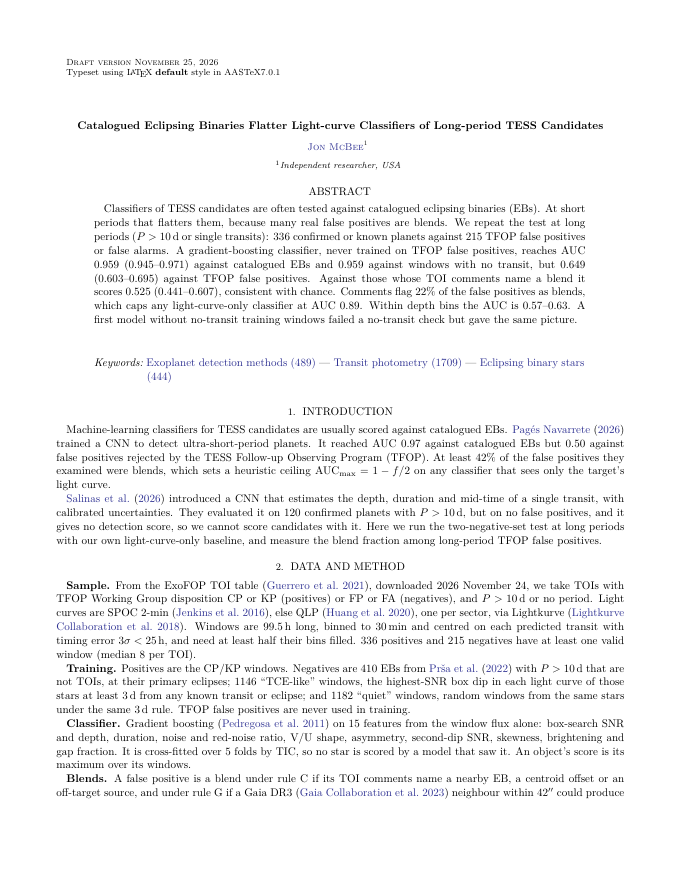 Draft version November 25, 2026
Typeset using LATEX default style in AASTeX7.0.1
Catalogued Eclipsing Binaries Flatter Light-curve Classifiers of Long-period TESS Candidates
Jon McBee1
1Independent researcher, USA
ABSTRACT
Classifiers of TESS candidates are often tested against catalogued eclipsing binaries (EBs). At short
periods that flatters them, because many real false positives are blends. We repeat the test at long
periods (P > 10 d or single transits): 336 confirmed or known planets against 215 TFOP false positives
or false alarms. A gradient-boosting classifier, never trained on TFOP false positives, reaches AUC
0.959 (0.945–0.971) against catalogued EBs and 0.959 against windows with no transit, but 0.649
(0.603–0.695) against TFOP false positives. Against those whose TOI comments name a blend it
scores 0.525 (0.441–0.607), consistent with chance. Comments flag 22% of the false positives as blends,
which caps any light-curve-only classifier at AUC 0.89. Within depth bins the AUC is 0.57–0.63. A
first model without no-transit training windows failed a no-transit check but gave the same picture.
Keywords: Exoplanet detection methods (489) — Transit photometry (1709) — Eclipsing binary stars
(444)
1. INTRODUCTION
Machine-learning classifiers for TESS candidates are usually scored against catalogued EBs. Pagés Navarrete (2026)
trained a CNN to detect ultra-short-period planets. It reached AUC 0.97 against catalogued EBs but 0.50 against
false positives rejected by the TESS Follow-up Observing Program (TFOP). At least 42% of the false positives they
examined were blends, which sets a heuristic ceiling AUCmax = 1 − f/2 on any classifier that sees only the target's
light curve.
Salinas et al. (2026) introduced a CNN that estimates the depth, duration and mid-time of a single transit, with
calibrated uncertainties. They evaluated it on 120 confirmed planets with P > 10 d, but on no false positives, and it
gives no detection score, so we cannot score candidates with it. Here we run the two-negative-set test at long periods
with our own light-curve-only baseline, and measure the blend fraction among long-period TFOP false positives.
2. DATA AND METHOD
Sample. From the ExoFOP TOI table (Guerrero et al. 2021), downloaded 2026 November 24, we take TOIs with
TFOP Working Group disposition CP or KP (positives) or FP or FA (negatives), and P > 10 d or no period. Light
curves are SPOC 2-min (Jenkins et al. 2016), else QLP (Huang et al. 2020), one per sector, via Lightkurve (Lightkurve
Collaboration et al. 2018). Windows are 99.5 h long, binned to 30 min and centred on each predicted transit with
timing error 3σ < 25 h, and need at least half their bins filled. 336 positives and 215 negatives have at least one valid
window (median 8 per TOI).
Training. Positives are the CP/KP windows. Negatives are 410 EBs from Prša et al. (2022) with P > 10 d that are
not TOIs, at their primary eclipses; 1146 “TCE-like” windows, the highest-SNR box dip in each light curve of those
stars at least 3 d from any known transit or eclipse; and 1182 “quiet” windows, random windows from the same stars
under the same 3 d rule. TFOP false positives are never used in training.
Classifier. Gradient boosting (Pedregosa et al. 2011) on 15 features from the window flux alone: box-search SNR
and depth, duration, noise and red-noise ratio, V/U shape, asymmetry, second-dip SNR, skewness, brightening and
gap fraction. It is cross-fitted over 5 folds by TIC, so no star is scored by a model that saw it. An object's score is its
maximum over its windows.
Blends. A false positive is a blend under rule C if its TOI comments name a nearby EB, a centroid offset or an
off-target source, and under rule G if a Gaia DR3 (Gaia Collaboration et al. 2023) neighbour within 42″ could produce